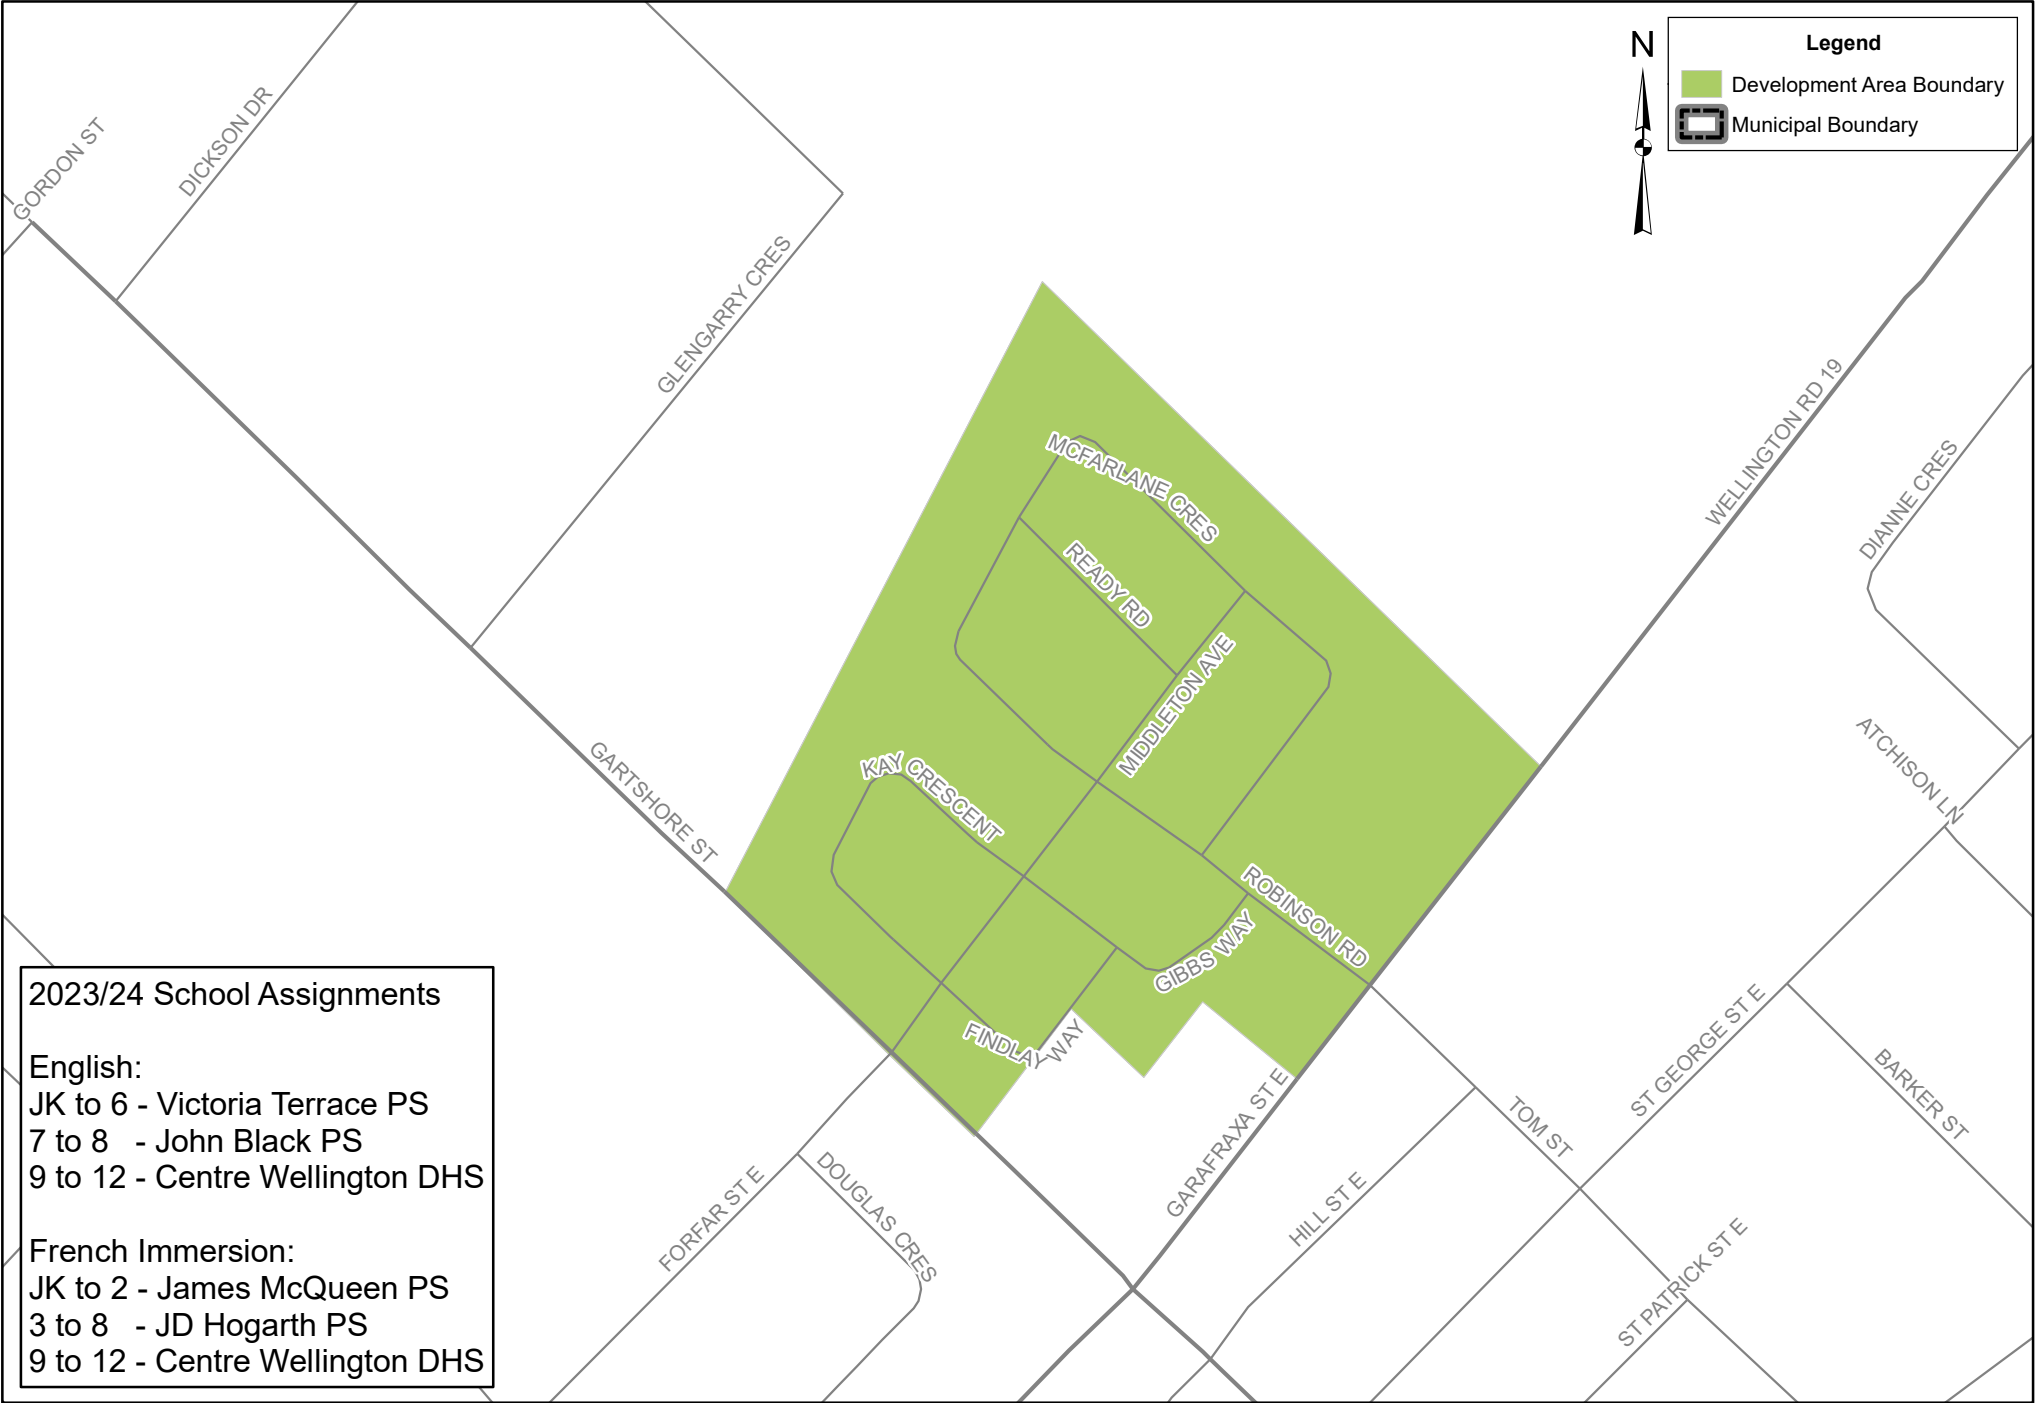 N
Legend
Development Area Boundary
Municipal Boundary
GORDON ST
DICKSON DR
GLENGARRY CRES
WELLINGTON RD 19
DIANNE CRES
MCFARLANE CRES
READY RD
MIDDLETON AVE
ATCHISON LN
GARTSHORE ST
KAY CRESCENT
ROBINSON RD
GIBBS WAY
FINDLAY WAY
GARAFRAXA ST E
ST GEORGE ST E
BARKER ST
TOM ST
HILL ST E
ST PATRICK ST E
FORFAR ST E
DOUGLAS CRES
2023/24 School Assignments
English:
JK to 6 - Victoria Terrace PS
7 to 8 - John Black PS
9 to 12 - Centre Wellington DHS
French Immersion:
JK to 2 - James McQueen PS
3 to 8 - JD Hogarth PS
9 to 12 - Centre Wellington DHS